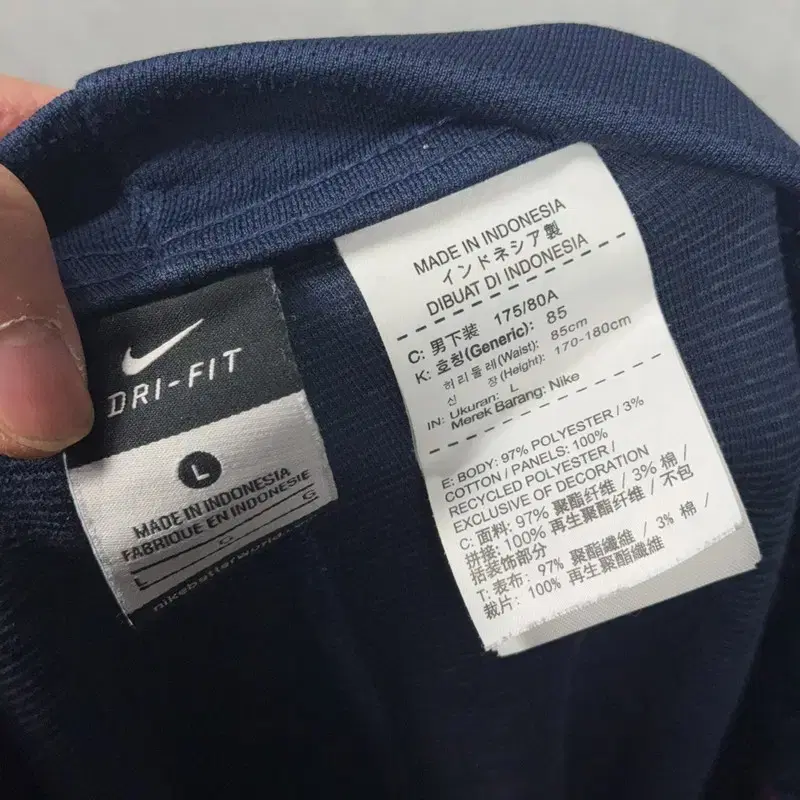 DRI-FIT
L
MADE IN INDONESIA
FABRIQUE EN INDONESIE
L G G
nikebetterworld.
MADE IN INDONESIA
インドネシア製
DIBUAT DI INDONESIA
C: 男下装 175/80A
K: 호칭(Generic): 85
허리둘레(Waist): 85cm
신 장(Height): 170-180cm
IN: Ukuran: L
Merek Barang: Nike
E: BODY: 97% POLYESTER / 3%
COTTON / PANELS: 100%
RECYCLED POLYESTER /
EXCLUSIVE OF DECORATION
C: 面料: 97% 聚酯纤维 / 3% 棉 /
拼接: 100% 再生聚酯纤维 / 不包
括装饰部分
T: 表布: 97% 聚酯纖維 / 3% 棉 /
裁片: 100% 再生聚酯纖維